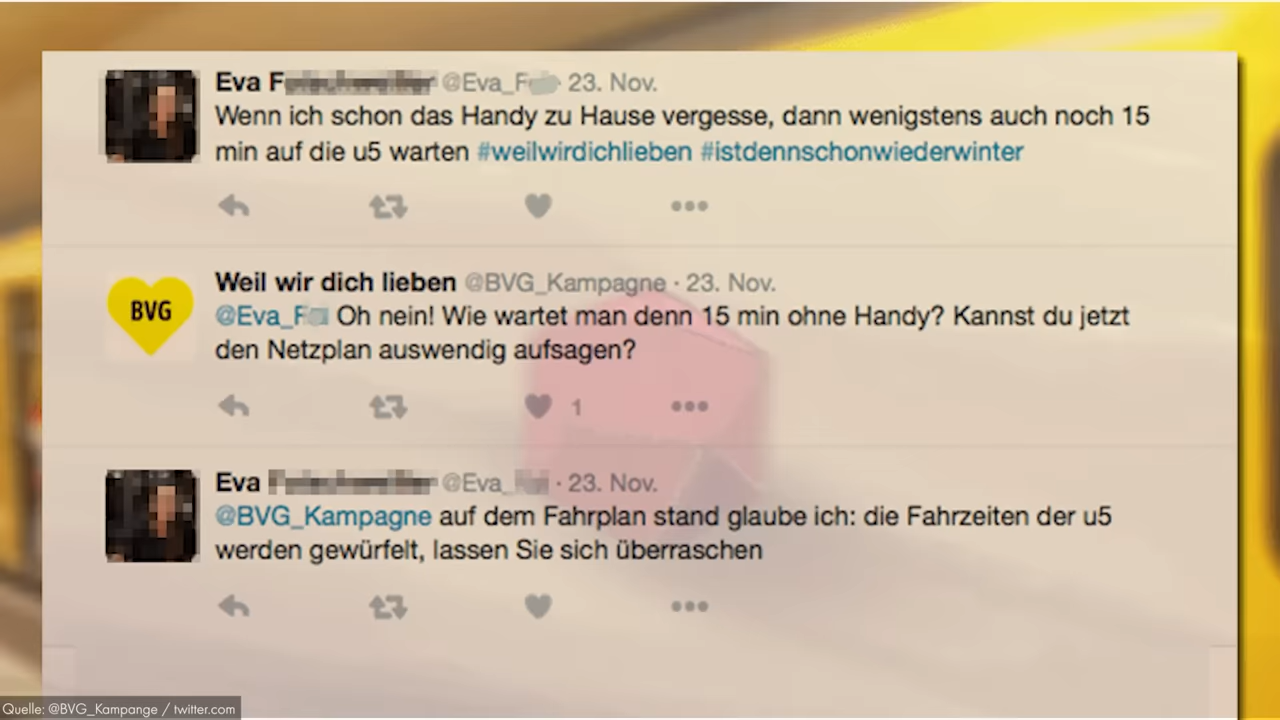 Eva @Eva_ 23. Nov.
Wenn ich schon das Handy zu Hause vergesse, dann wenigstens auch noch 15
min auf die u5 warten #weilwirdichlieben #istdennschonwiederwinter
Weil wir dich lieben @BVG_Kampagne · 23. Nov.
BVG
@Eva_ Oh nein! Wie wartet man denn 15 min ohne Handy? Kannst du jetzt
den Netzplan auswendig aufsagen?
1
Eva @Eva_ · 23. Nov.
@BVG_Kampagne auf dem Fahrplan stand glaube ich: die Fahrzeiten der u5
werden gewürfelt, lassen Sie sich überraschen
Quelle: @BVG_Kampange / twitter.com